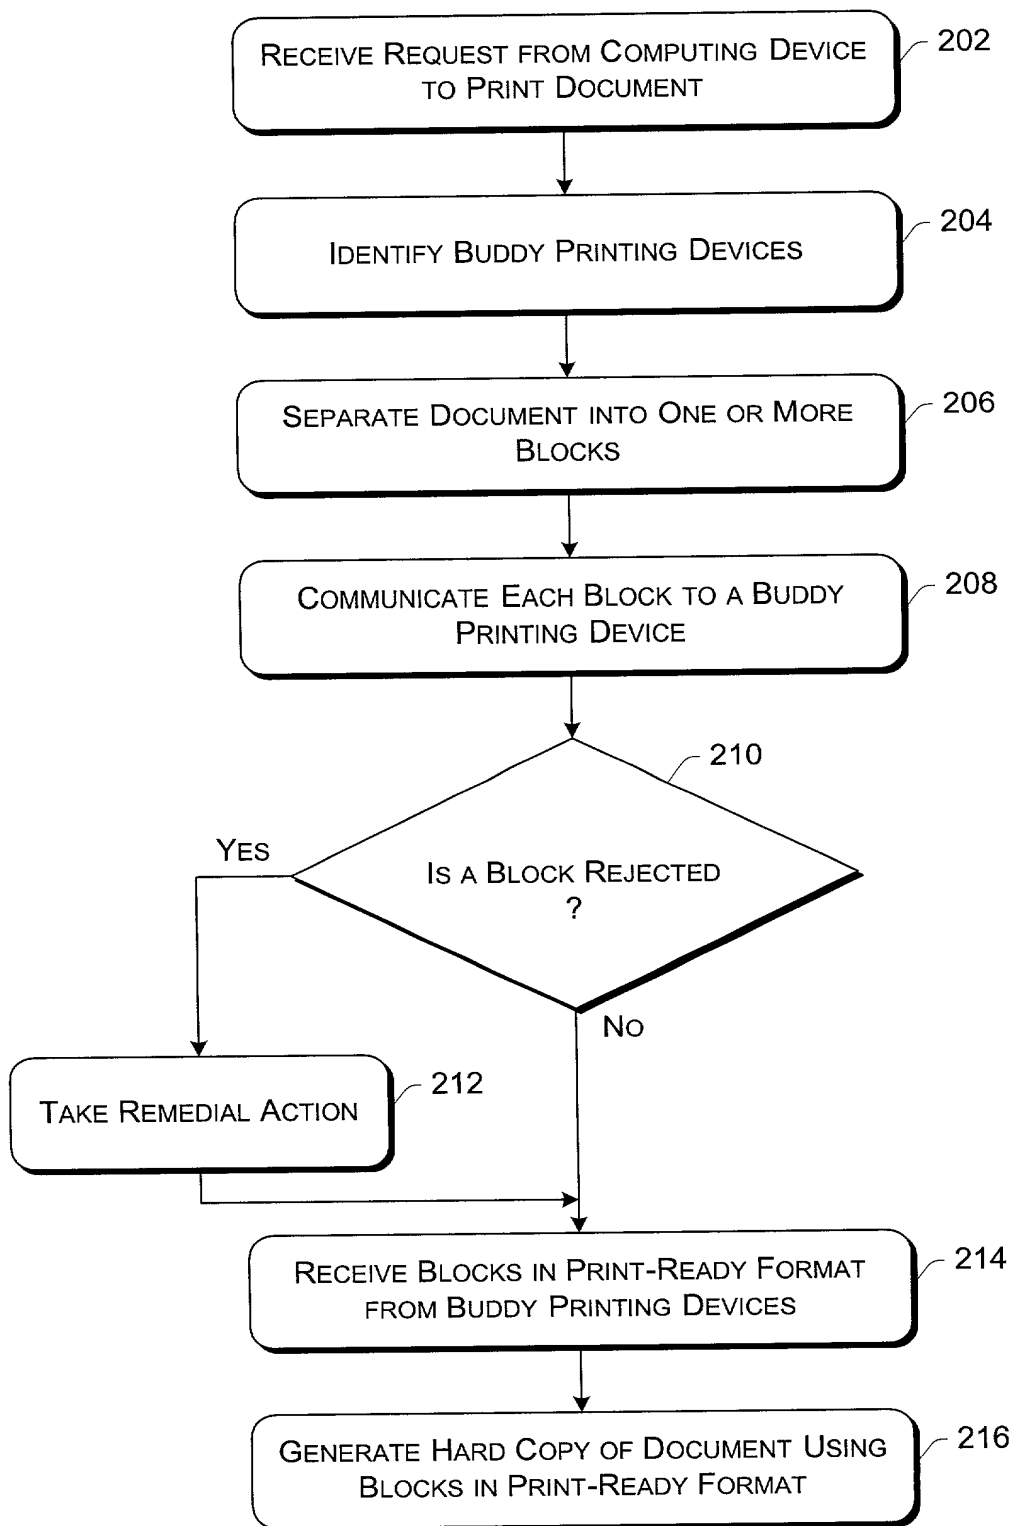 RECEIVE REQUEST FROM COMPUTING DEVICE
TO PRINT DOCUMENT
202
IDENTIFY BUDDY PRINTING DEVICES
204
SEPARATE DOCUMENT INTO ONE OR MORE
BLOCKS
206
COMMUNICATE EACH BLOCK TO A BUDDY
PRINTING DEVICE
208
210
IS A BLOCK REJECTED
?
YES
NO
TAKE REMEDIAL ACTION
212
RECEIVE BLOCKS IN PRINT-READY FORMAT
FROM BUDDY PRINTING DEVICES
214
GENERATE HARD COPY OF DOCUMENT USING
BLOCKS IN PRINT-READY FORMAT
216